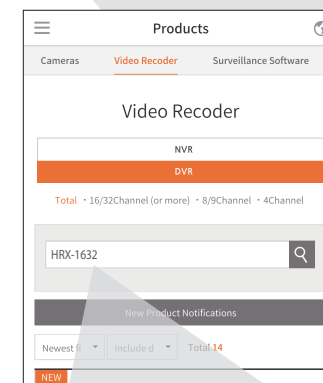 Products
Cameras Video Recoder Surveillance Software
Video Recoder
NVR
DVR
Total • 16/32Channel (or more) • 8/9Channel • 4Channel
HRX-1632
New Product Notifications
Newest fi Include d Total 14
NEW